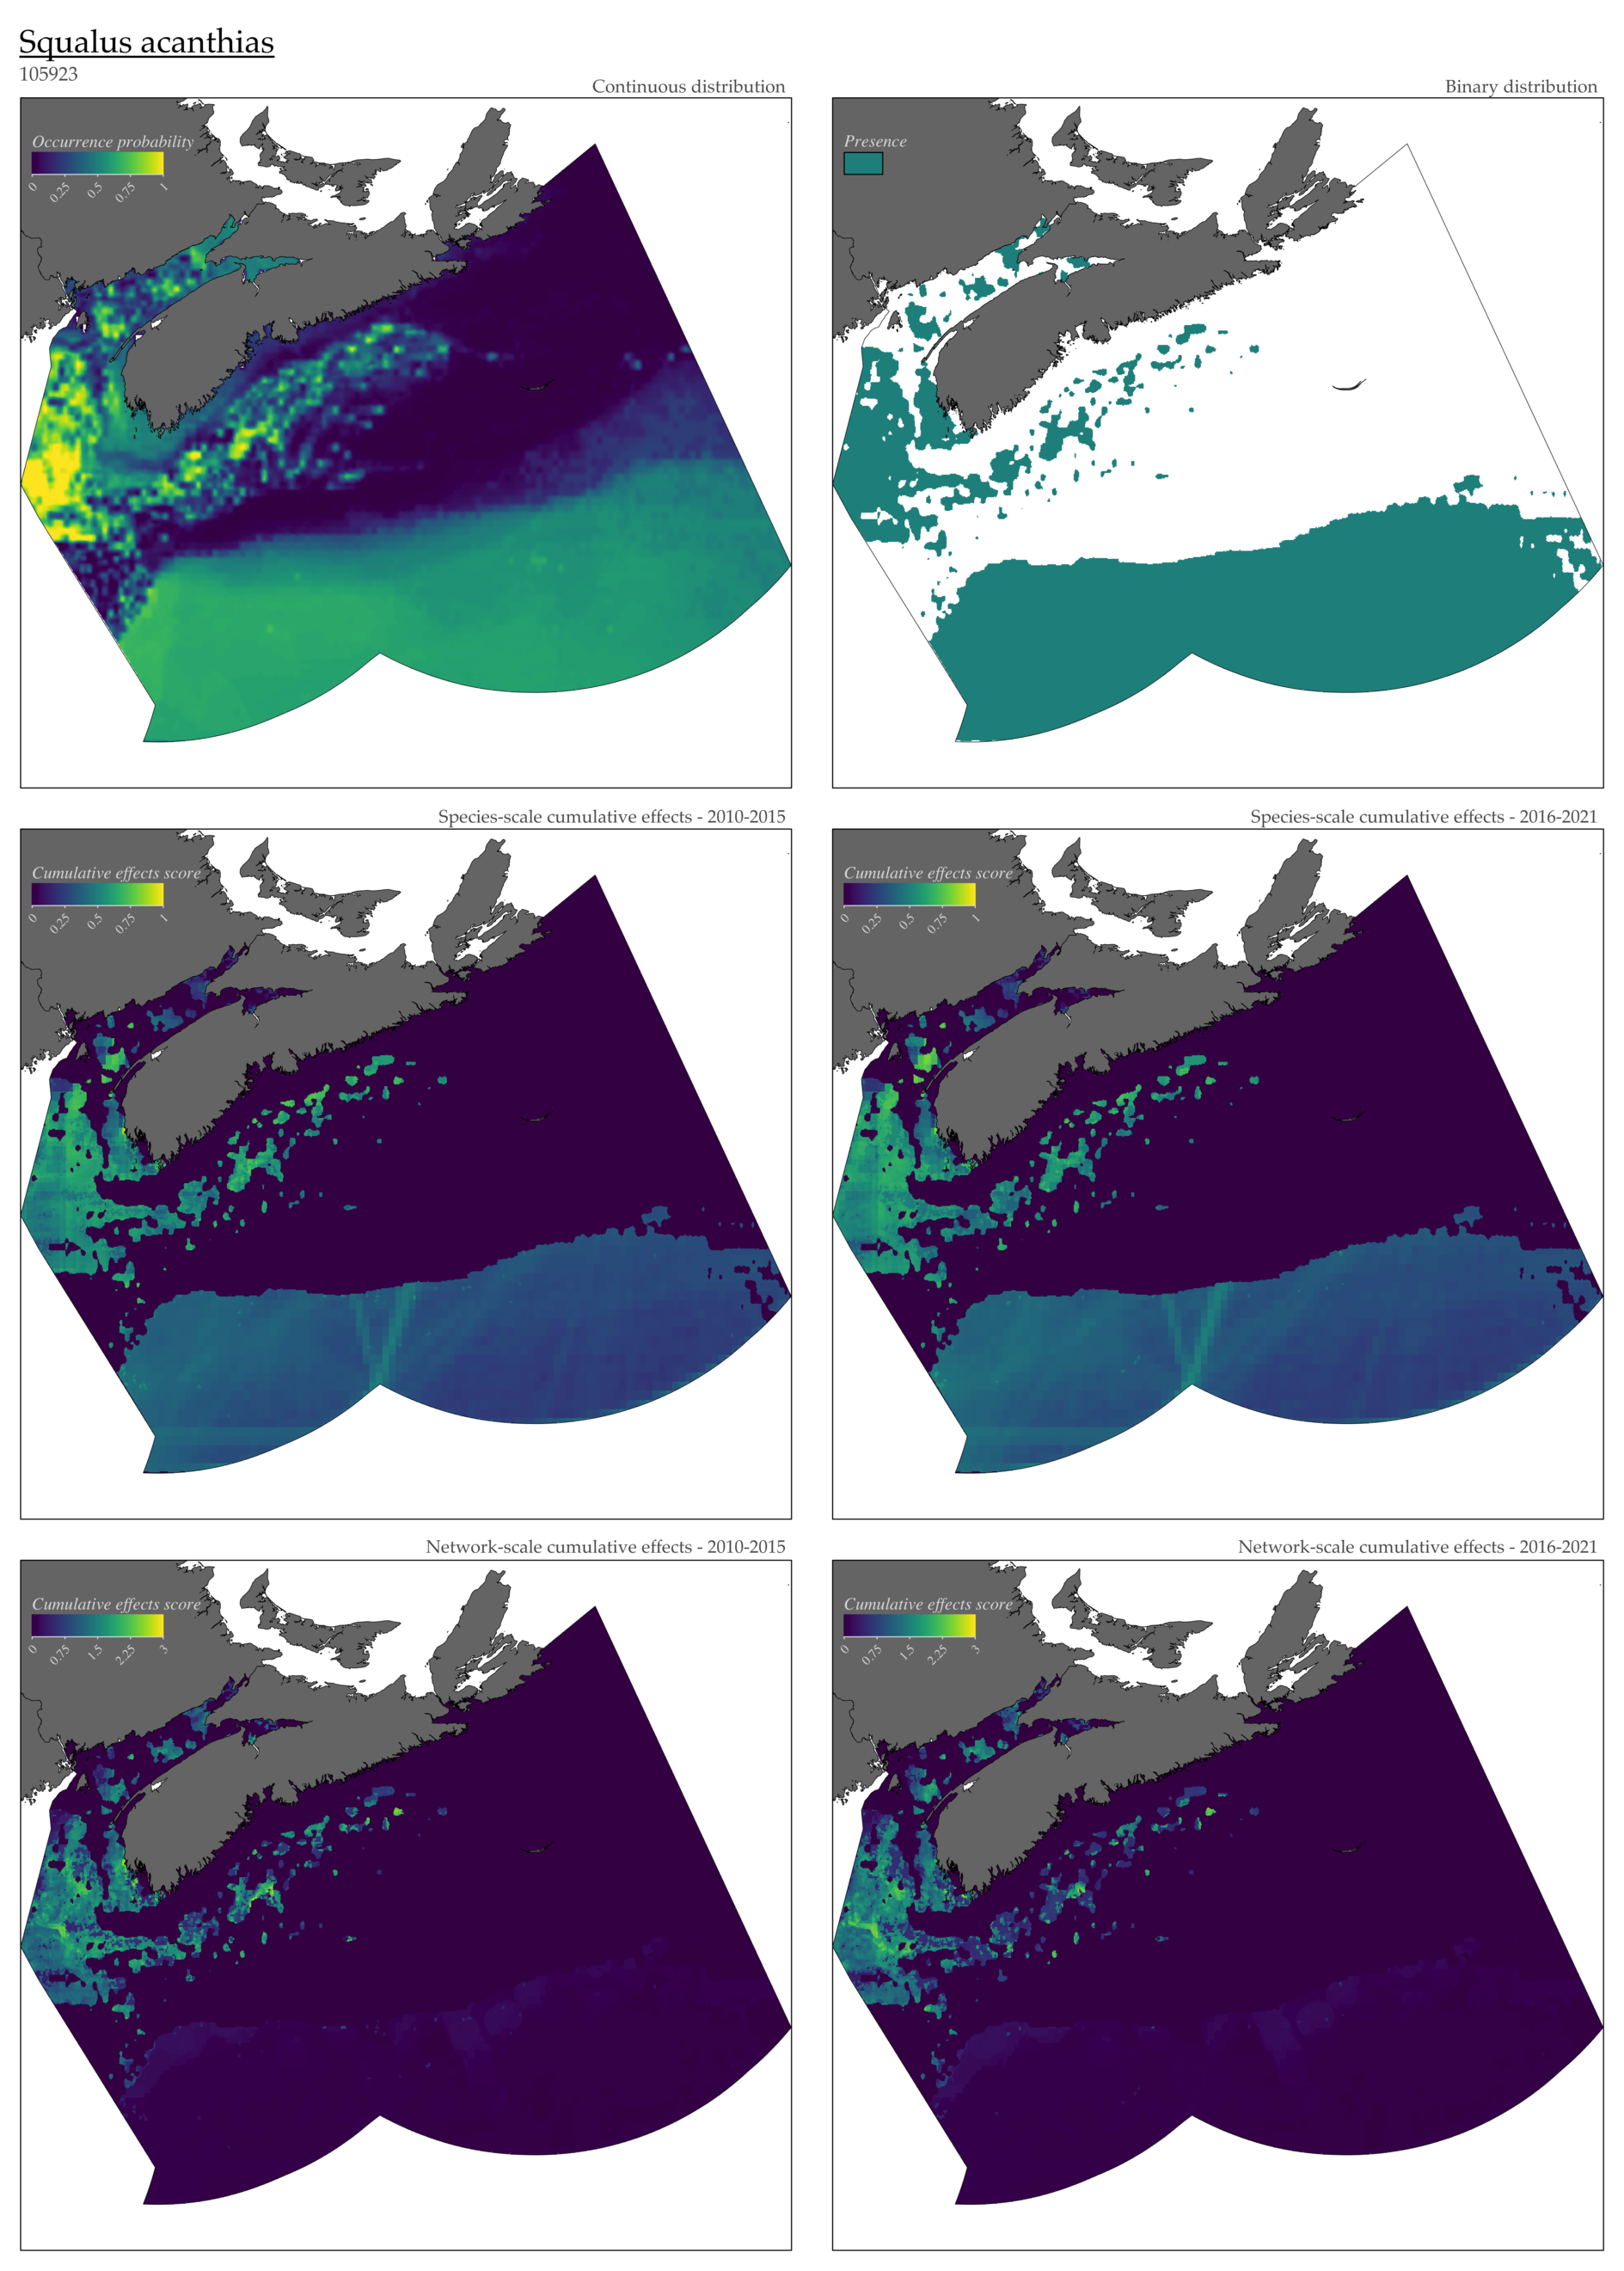 Squalus acanthias
105923
Continuous distribution
Occurrence probability
0 0.25 0.5 0.75 1
Binary distribution
Presence
Species-scale cumulative effects - 2010-2015
Cumulative effects score
0 0.25 0.5 0.75 1
Species-scale cumulative effects - 2016-2021
Cumulative effects score
0 0.25 0.5 0.75 1
Network-scale cumulative effects - 2010-2015
Cumulative effects score
0 0.75 1.5 2.25 3
Network-scale cumulative effects - 2016-2021
Cumulative effects score
0 0.75 1.5 2.25 3